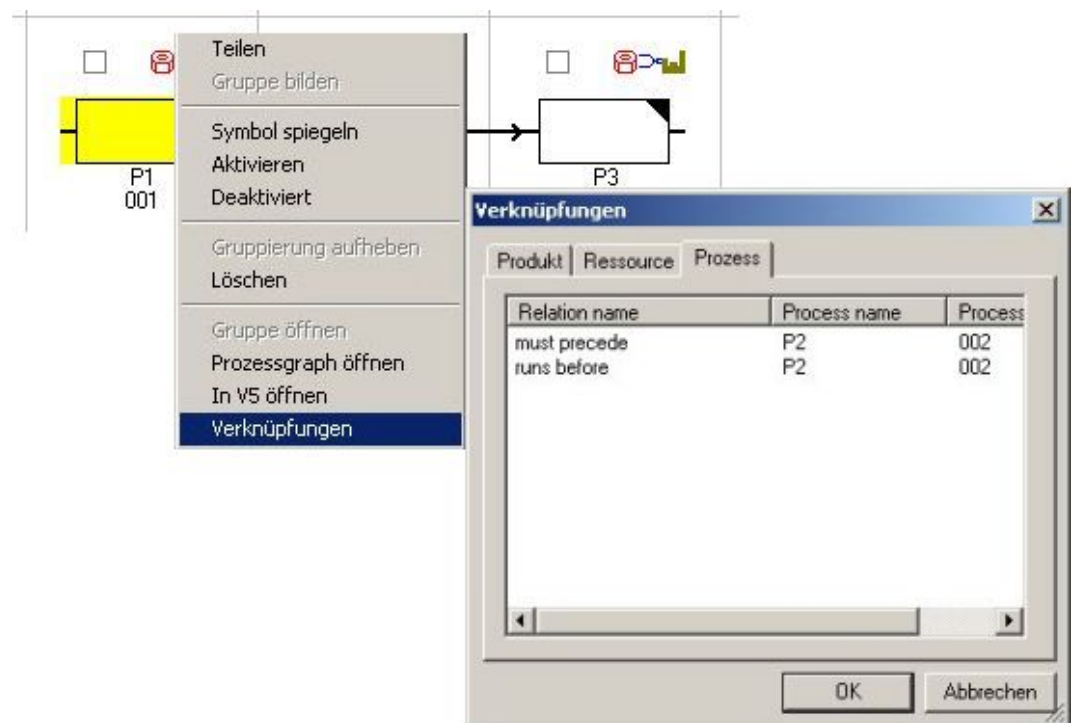 Teilen
Gruppe bilden
Symbol spiegeln
Aktivieren
Deaktiviert
Gruppierung aufheben
Löschen
Gruppe öffnen
Prozessgraph öffnen
In V5 öffnen
Verknüpfungen
P1
001
P3
Verknüpfungen
Produkt Ressource Prozess
Relation name Process name Process
must precede P2 002
runs before P2 002
OK Abbrechen